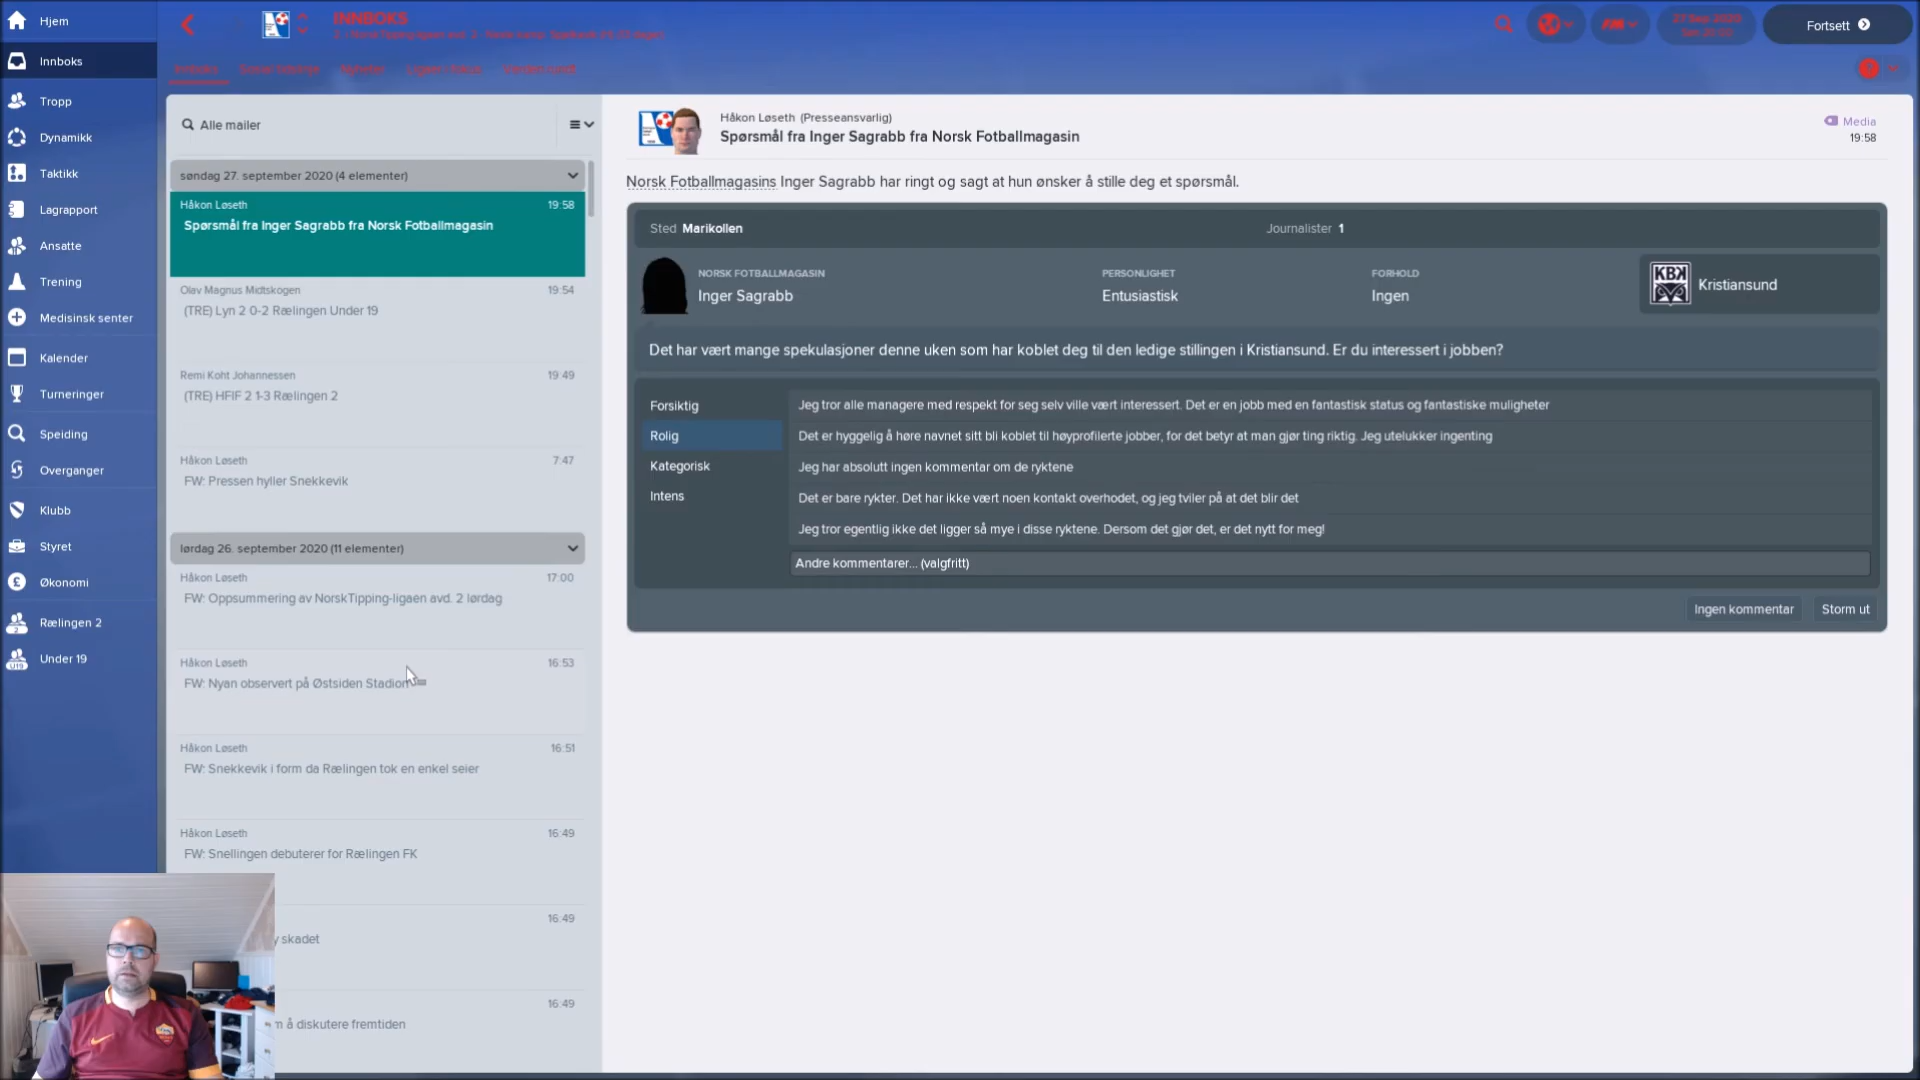 Hjem
Innboks
Tropp
Dynamikk
Taktikk
Lagrapport
Ansatte
Trening
Medisinsk senter
Kalender
Turneringer
Speiding
Overganger
Klubb
Styret
Økonomi
Rælingen 2
Under 19
INNBOKS
Innboks
Nyheter
27 Sep 2020
FM
Fortsett
Alle mailer
søndag 27. september 2020 (4 elementer)
Håkon Løseth 19:58
Spørsmål fra Inger Sagrabb fra Norsk Fotballmagasin
Olav Magnus Midtskogen 19:54
(TRE) Lyn 2 0-2 Rælingen Under 19
Remi Koht Johannessen 19:49
(TRE) HFIF 2 1-3 Rælingen 2
Håkon Løseth 7:47
FW: Pressen hyller Snekkevik
lørdag 26. september 2020 (11 elementer)
Håkon Løseth 17:00
FW: Oppsummering av NorskTipping-ligaen avd. 2 lørdag
Håkon Løseth 16:53
FW: Nyan observert på Østsiden Stadion
Håkon Løseth 16:51
FW: Snekkevik i form da Rælingen tok en enkel seier
Håkon Løseth 16:49
FW: Snellingen debuterer for Rælingen FK
16:49
skadet
16:49
å diskutere fremtiden
Håkon Løseth (Presseansvarlig)
Spørsmål fra Inger Sagrabb fra Norsk Fotballmagasin
Media
19:58
Norsk Fotballmagasins Inger Sagrabb har ringt og sagt at hun ønsker å stille deg et spørsmål.
Sted Marikollen Journalister 1
NORSK FOTBALLMAGASIN PERSONLIGHET FORHOLD
Inger Sagrabb Entusiastisk Ingen
KBK Kristiansund
Det har vært mange spekulasjoner denne uken som har koblet deg til den ledige stillingen i Kristiansund. Er du interessert i jobben?
Forsiktig
Rolig
Kategorisk
Intens
Jeg tror alle managere med respekt for seg selv ville vært interessert. Det er en jobb med en fantastisk status og fantastiske muligheter
Det er hyggelig å høre navnet sitt bli koblet til høyprofilerte jobber, for det betyr at man gjør ting riktig. Jeg utelukker ingenting
Jeg har absolutt ingen kommentar om de ryktene
Det er bare rykter. Det har ikke vært noen kontakt overhodet, og jeg tviler på at det blir det
Jeg tror egentlig ikke det ligger så mye i disse ryktene. Dersom det gjør det, er det nytt for meg!
Andre kommentarer... (valgfritt)
Ingen kommentar Storm ut